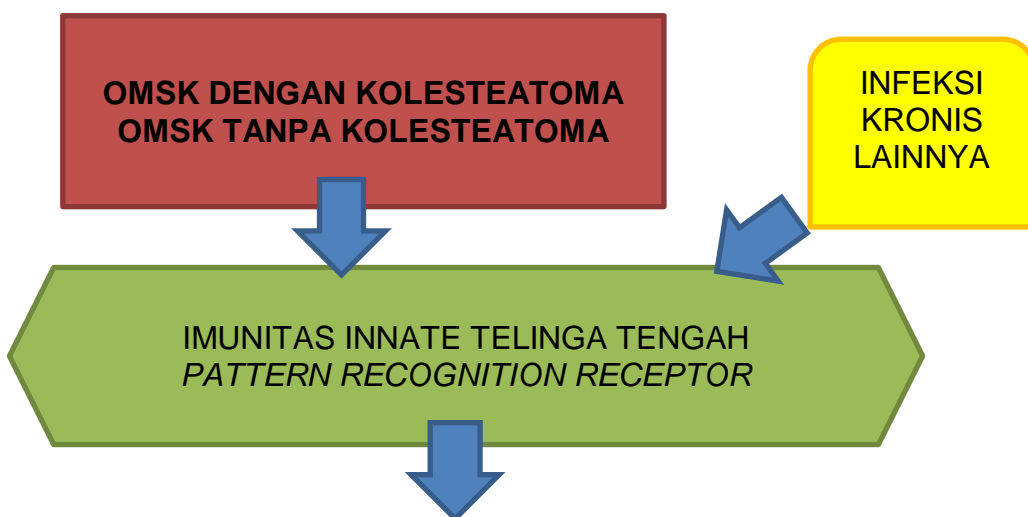 OMSK DENGAN KOLESTEATOMA
OMSK TANPA KOLESTEATOMA
INFEKSI
KRONIS
LAINNYA
IMUNITAS INNATE TELINGA TENGAH
PATTERN RECOGNITION RECEPTOR